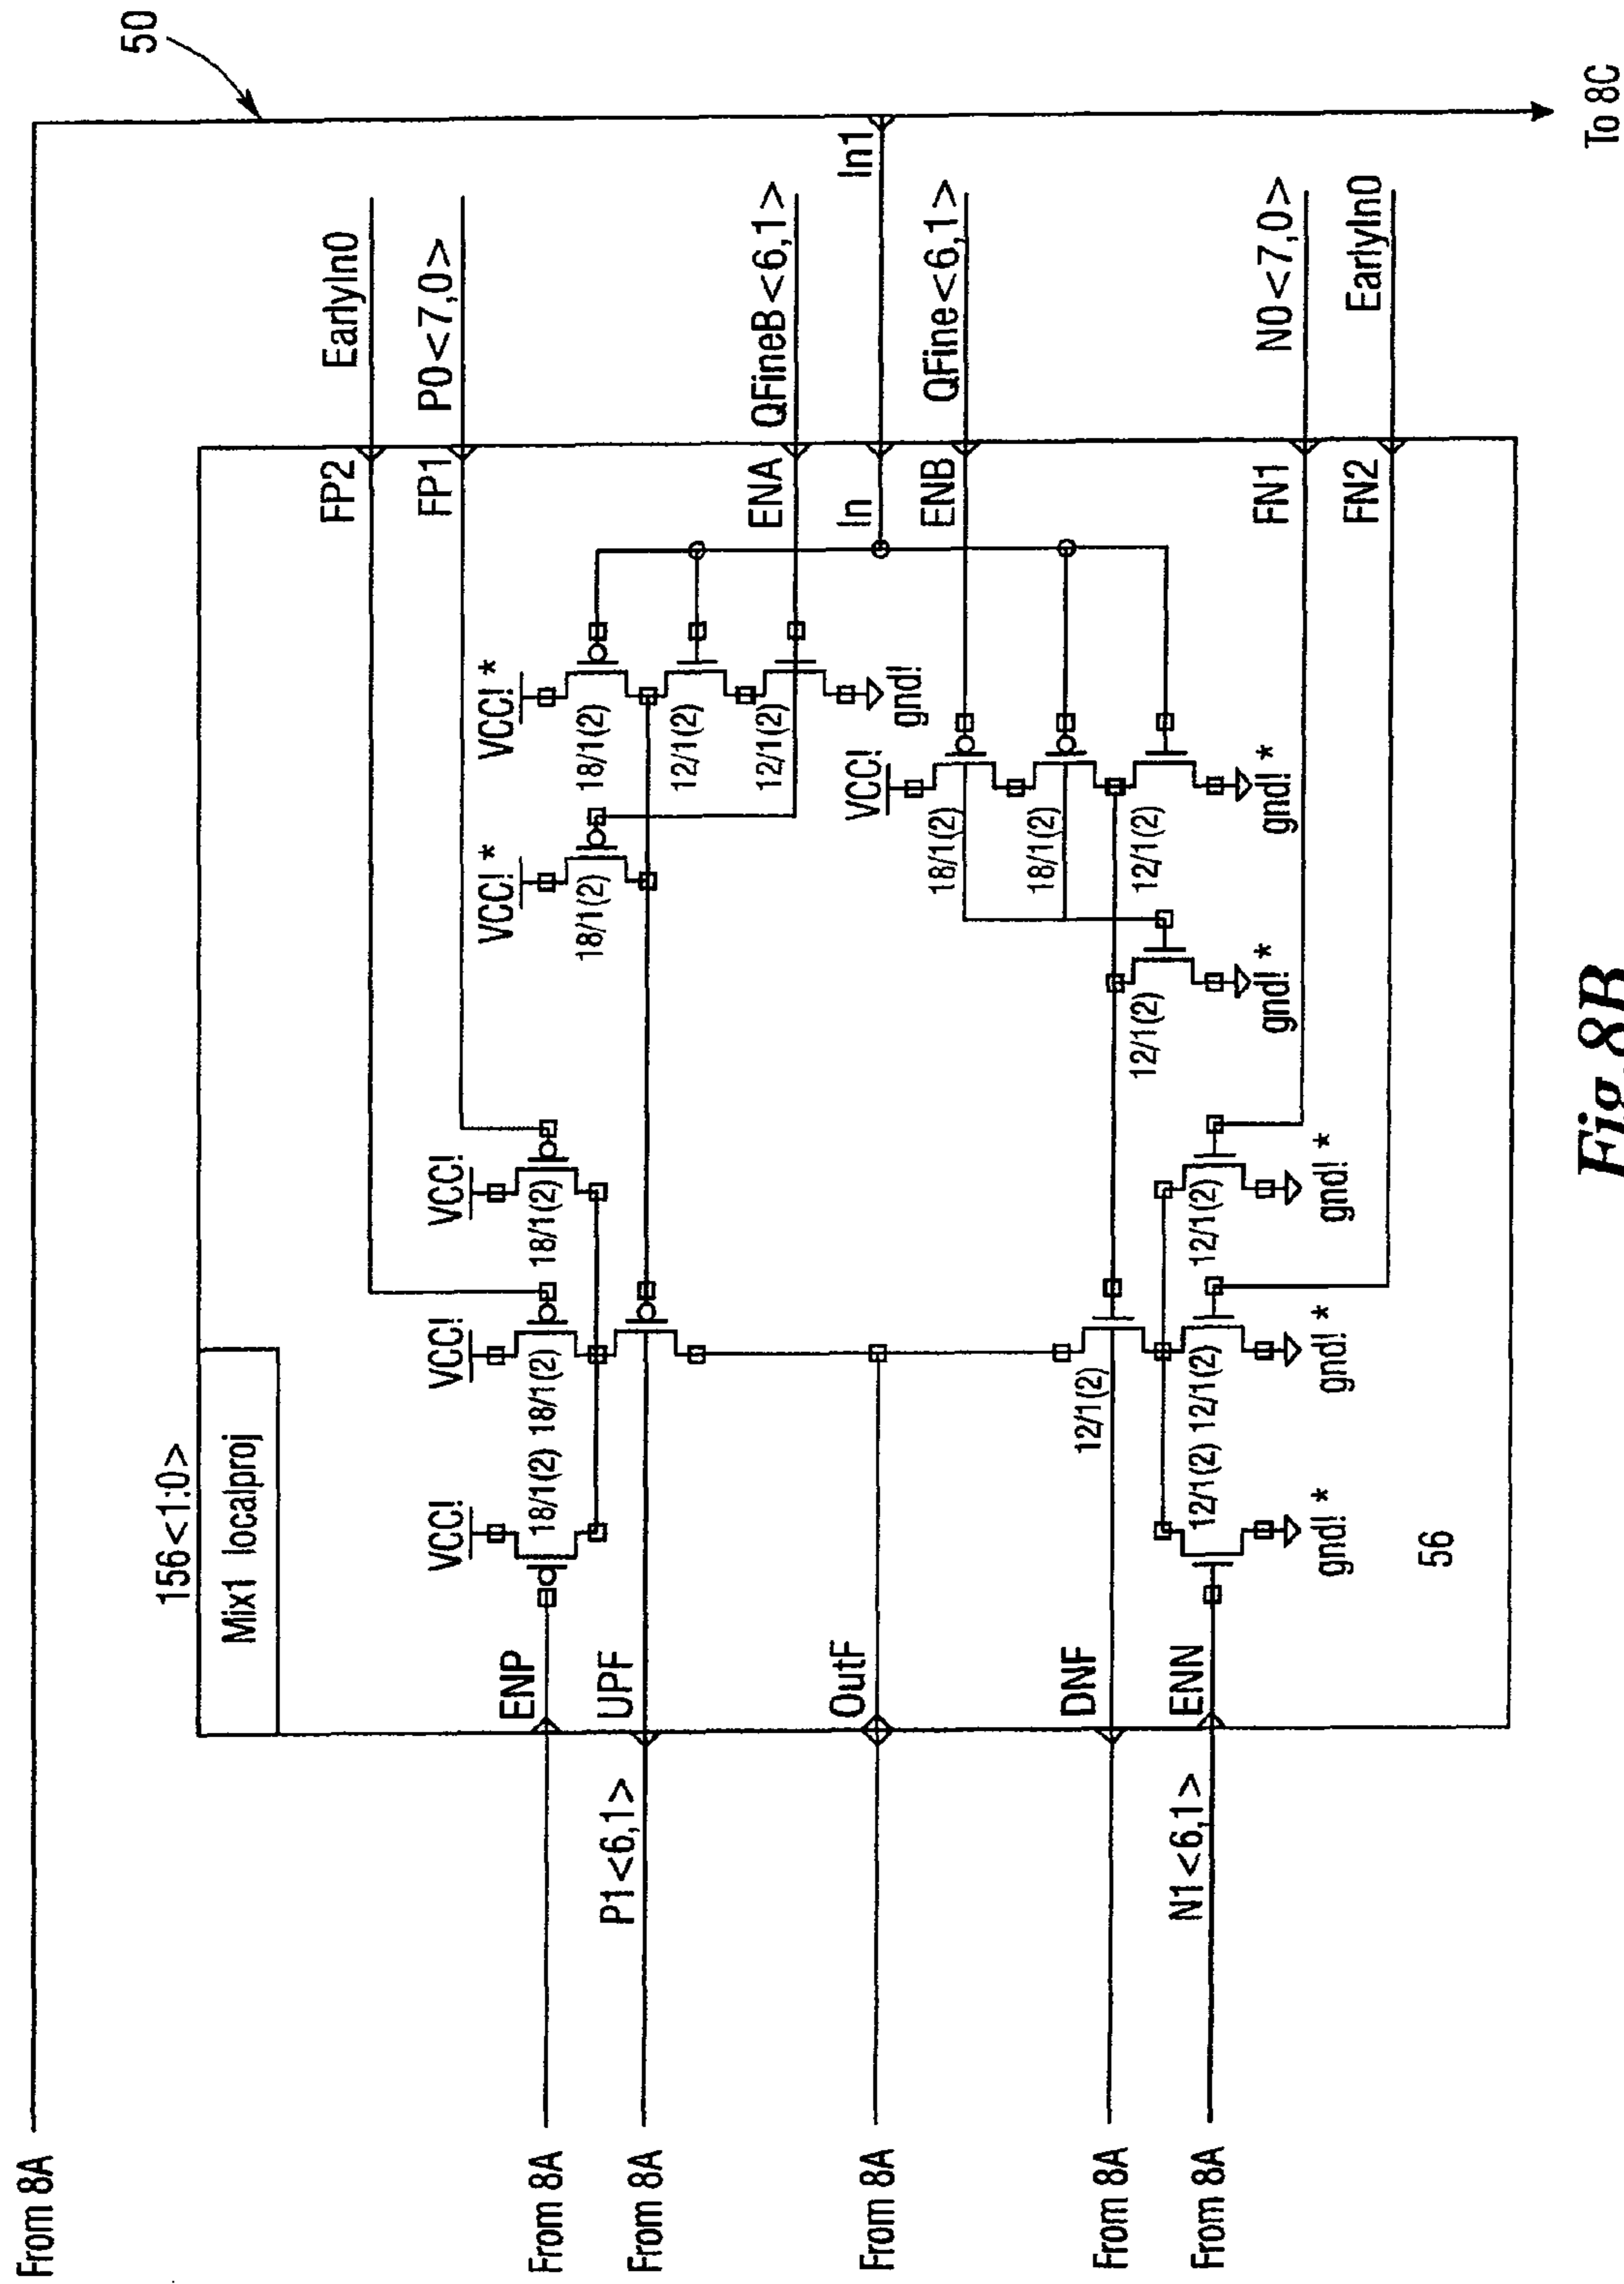 50
From 8A
To 8C
156<1:0>
Mix1 localproj
EarlyIn0
FP2
P0<7,0>
FP1
VCC!
VCC!
VCC!
VCC! *
VCC! *
ENP
From 8A
18/1(2)
18/1(2)
18/1(2)
18/1(2)
18/1(2)
12/1(2)
12/1(2)
gnd!
UPF
P1<6,1>
From 8A
ENA
QFineB<6,1>
In
In1
OutF
From 8A
ENB
QFine<6,1>
VCC!
18/1(2)
18/1(2)
12/1(2)
gnd! *
12/1(2)
gnd! *
DNF
From 8A
12/1(2)
ENN
N1<6,1>
From 8A
12/1(2)
12/1(2)
12/1(2)
gnd! *
gnd! *
gnd! *
FN1
N0<7,0>
FN2
EarlyIn0
56
Fig.8B